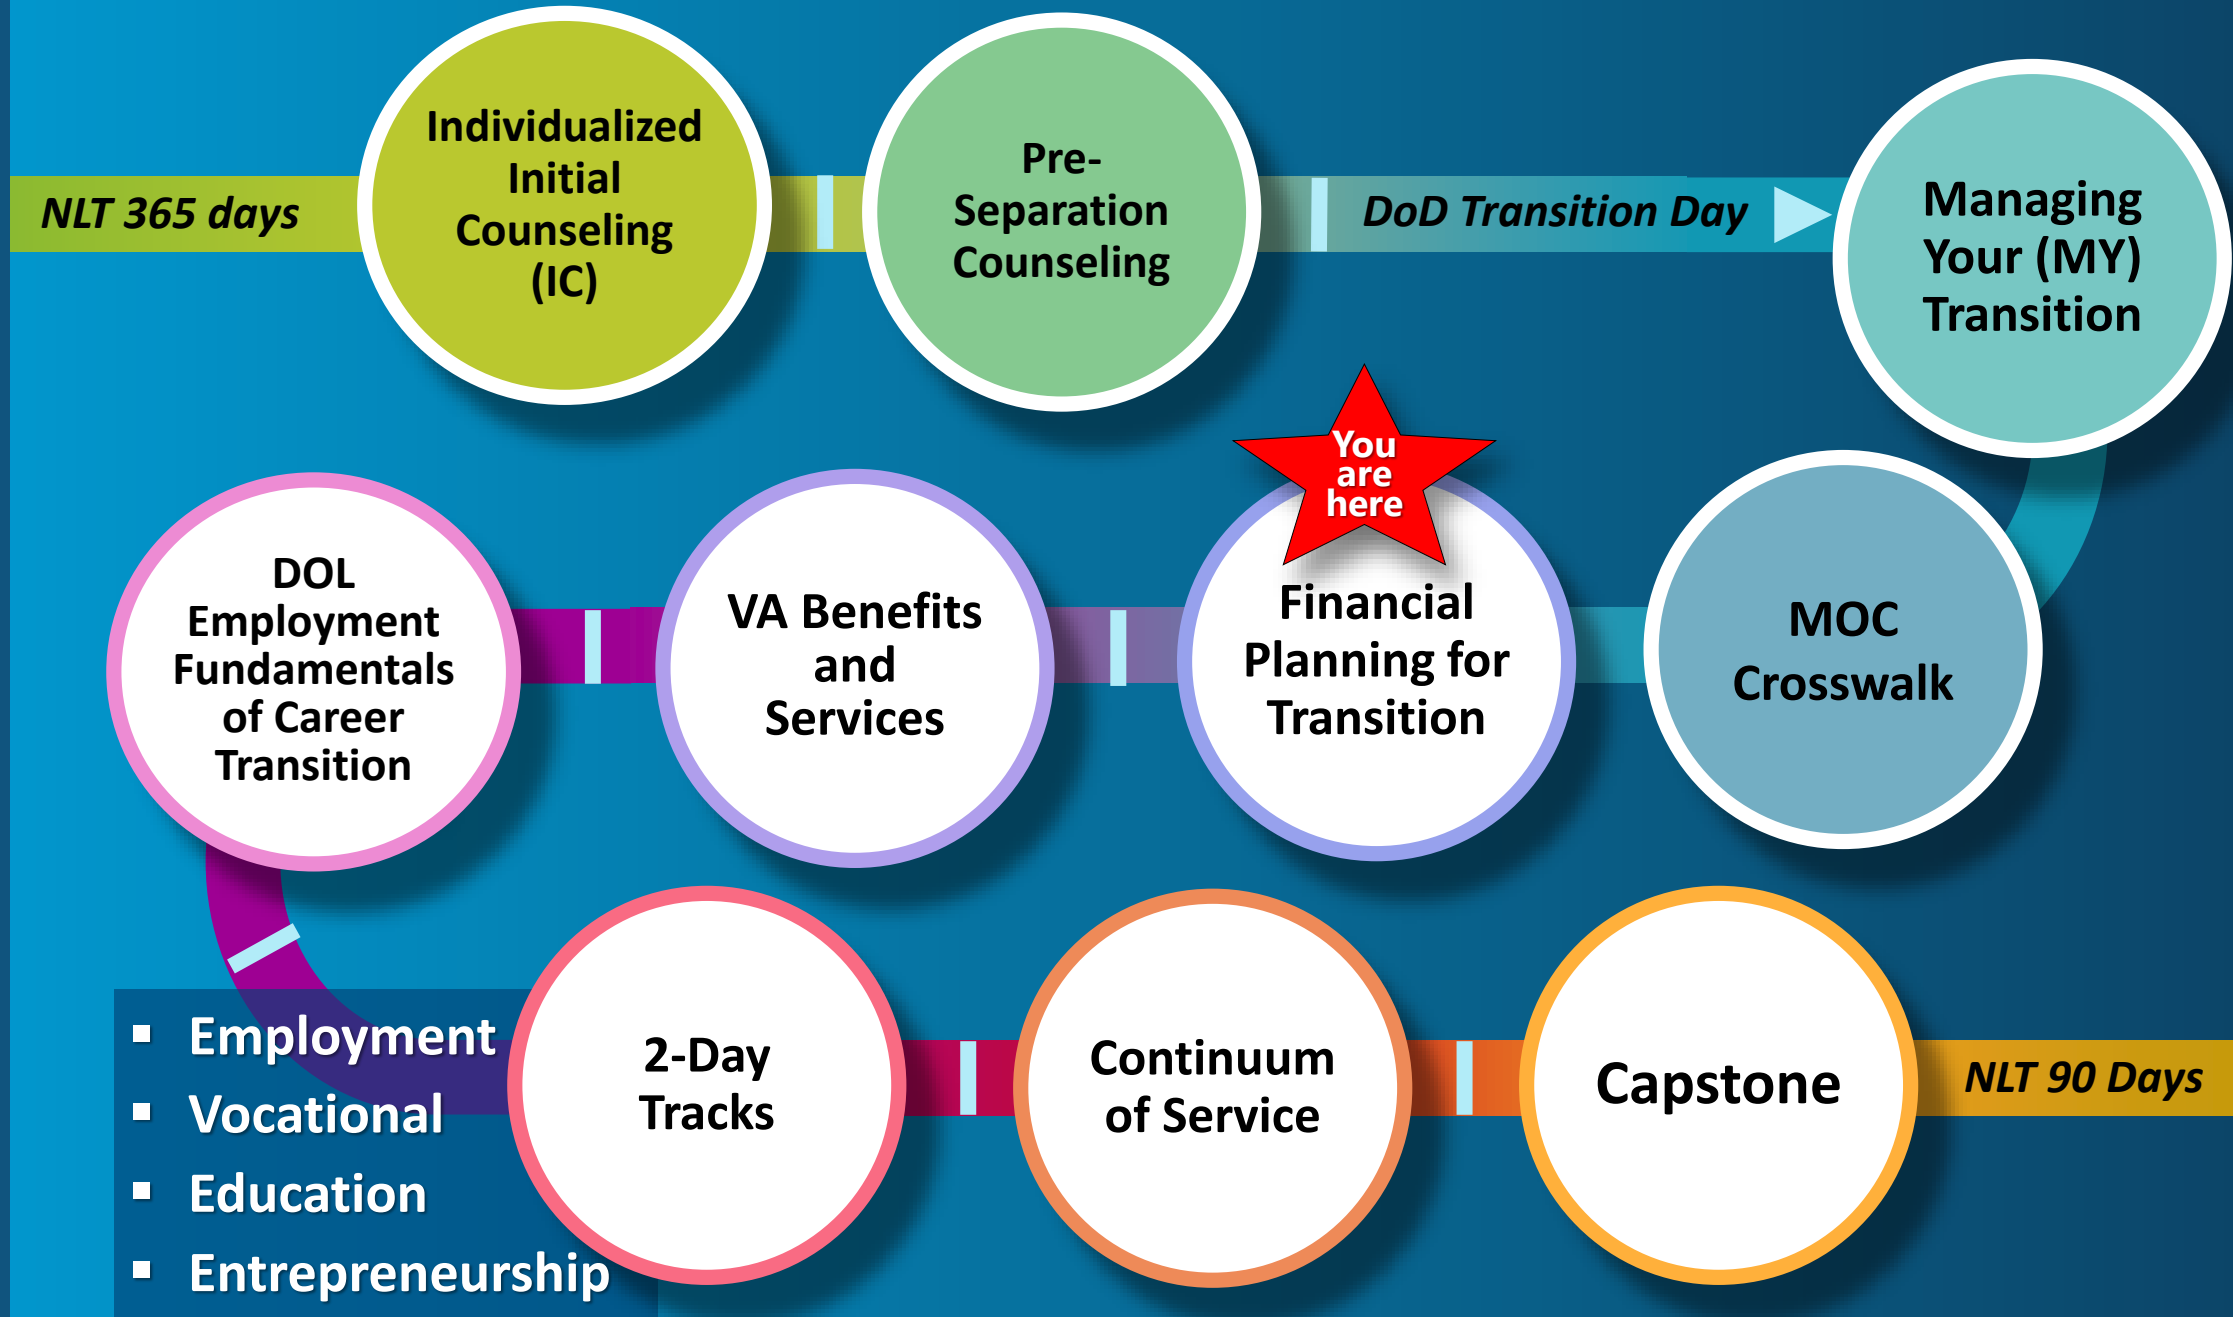 NLT 365 days
Individualized
Initial
Counseling
(IC)
Pre-
Separation
Counseling
DoD Transition Day
Managing
Your (MY)
Transition
MOC
Crosswalk
You
are
here
Financial
Planning for
Transition
VA Benefits
and
Services
DOL
Employment
Fundamentals
of Career
Transition
▪ Employment
▪ Vocational
▪ Education
▪ Entrepreneurship
2-Day
Tracks
Continuum
of Service
Capstone
NLT 90 Days